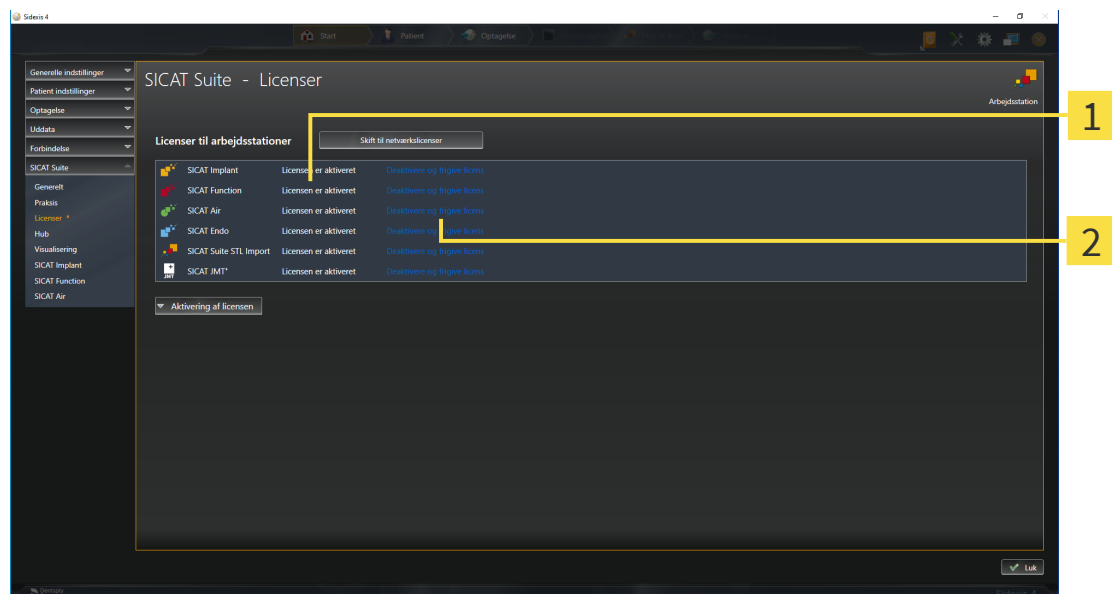 Sidexis 4
Start
Patient
Optagelse
Generelle indstillinger
Patient indstillinger
Optagelse
Uddata
Forbindelse
SICAT Suite
Generelt
Praksis
Licenser *
Hub
Visualisering
SICAT Implant
SICAT Function
SICAT Air
SICAT Suite - Licenser
Arbejdsstation
Licenser til arbejdsstationer
Skift til netværkslicenser
SICAT Implant Licensen er aktiveret Deaktivere og frigive licens
SICAT Function Licensen er aktiveret Deaktivere og frigive licens
SICAT Air Licensen er aktiveret Deaktivere og frigive licens
SICAT Endo Licensen er aktiveret Deaktivere og frigive licens
SICAT Suite STL Import Licensen er aktiveret Deaktivere og frigive licens
JMT SICAT JMT+ Licensen er aktiveret Deaktivere og frigive licens
Aktivering af licensen
1
2
Luk
Dentsply
Sidexis 4